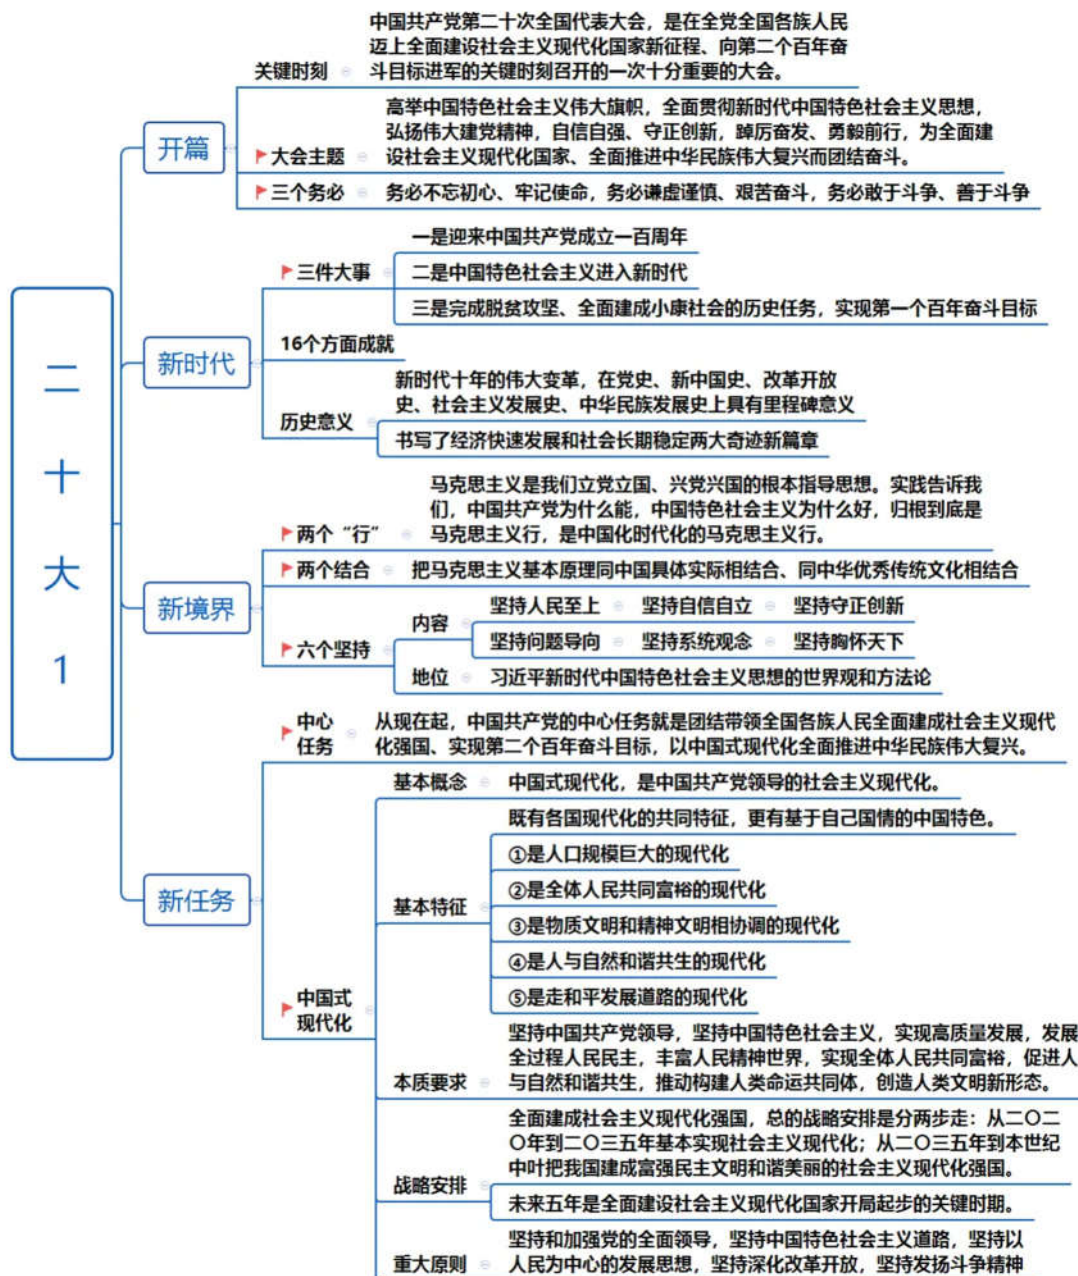 二十大1
开篇
关键时刻
中国共产党第二十次全国代表大会，是在全党全国各族人民
迈上全面建设社会主义现代化国家新征程、向第二个百年奋
斗目标进军的关键时刻召开的一次十分重要的大会。
大会主题
高举中国特色社会主义伟大旗帜，全面贯彻新时代中国特色社会主义思想，
弘扬伟大建党精神，自信自强、守正创新，踔厉奋发、勇毅前行，为全面建
设社会主义现代化国家、全面推进中华民族伟大复兴而团结奋斗。
三个务必
务必不忘初心、牢记使命，务必谦虚谨慎、艰苦奋斗，务必敢于斗争、善于斗争
新时代
三件大事
一是迎来中国共产党成立一百周年
二是中国特色社会主义进入新时代
三是完成脱贫攻坚、全面建成小康社会的历史任务，实现第一个百年奋斗目标
16个方面成就
历史意义
新时代十年的伟大变革，在党史、新中国史、改革开放
史、社会主义发展史、中华民族发展史上具有里程碑意义
书写了经济快速发展和社会长期稳定两大奇迹新篇章
新境界
两个“行”
马克思主义是我们立党立国、兴党兴国的根本指导思想。实践告诉我
们，中国共产党为什么能，中国特色社会主义为什么好，归根到底是
马克思主义行，是中国化时代化的马克思主义行。
两个结合
把马克思主义基本原理同中国具体实际相结合、同中华优秀传统文化相结合
六个坚持
内容
坚持人民至上 坚持自信自立 坚持守正创新
坚持问题导向 坚持系统观念 坚持胸怀天下
地位
习近平新时代中国特色社会主义思想的世界观和方法论
新任务
中心
任务
从现在起，中国共产党的中心任务就是团结带领全国各族人民全面建成社会主义现代
化强国、实现第二个百年奋斗目标，以中国式现代化全面推进中华民族伟大复兴。
中国式
现代化
基本概念
中国式现代化，是中国共产党领导的社会主义现代化。
基本特征
既有各国现代化的共同特征，更有基于自己国情的中国特色。
①是人口规模巨大的现代化
②是全体人民共同富裕的现代化
③是物质文明和精神文明相协调的现代化
④是人与自然和谐共生的现代化
⑤是走和平发展道路的现代化
本质要求
坚持中国共产党领导，坚持中国特色社会主义，实现高质量发展，发展
全过程人民民主，丰富人民精神世界，实现全体人民共同富裕，促进人
与自然和谐共生，推动构建人类命运共同体，创造人类文明新形态。
战略安排
全面建成社会主义现代化强国，总的战略安排是分两步走：从二〇二
〇年到二〇三五年基本实现社会主义现代化；从二〇三五年到本世纪
中叶把我国建成富强民主文明和谐美丽的社会主义现代化强国。
未来五年是全面建设社会主义现代化国家开局起步的关键时期。
重大原则
坚持和加强党的全面领导，坚持中国特色社会主义道路，坚持以
人民为中心的发展思想，坚持深化改革开放，坚持发扬斗争精神